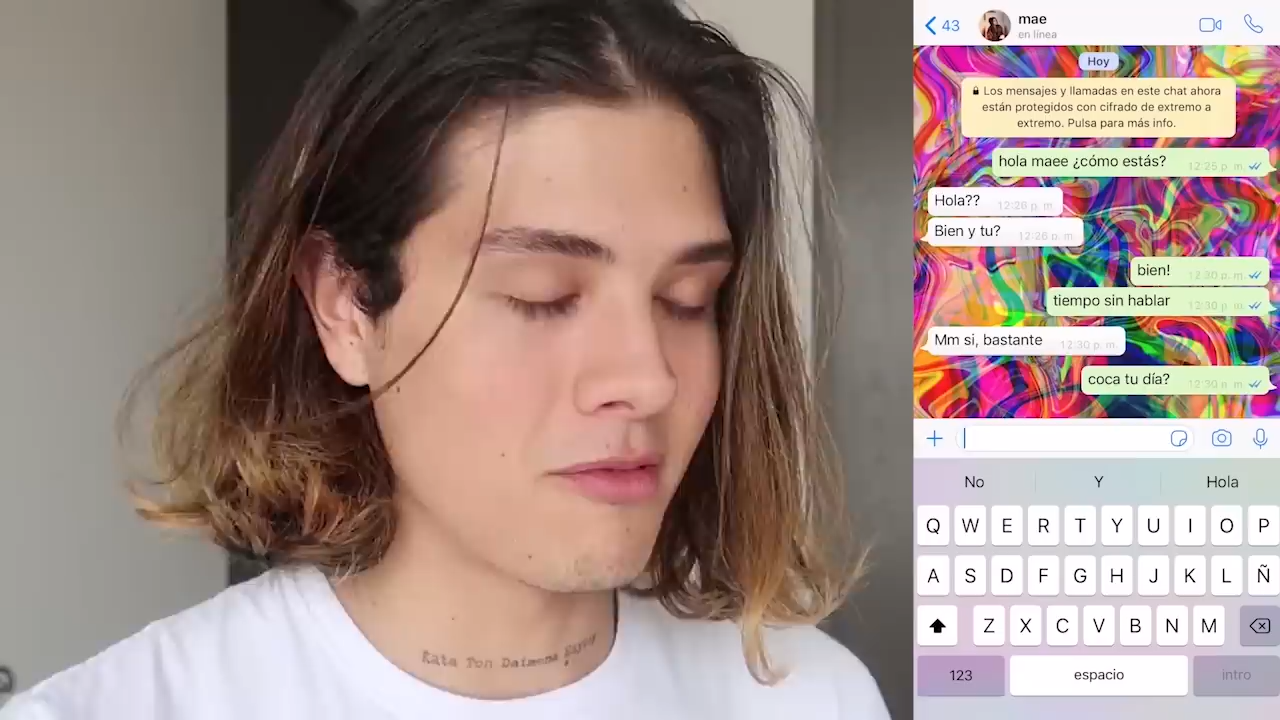 43
mae
en línea
Hoy
Los mensajes y llamadas en este chat ahora
están protegidos con cifrado de extremo a
extremo. Pulsa para más info.
hola maee ¿cómo estás? 12:25 p. m.
Hola?? 12:26 p. m.
Bien y tu? 12:26 p. m.
bien! 12:30 p. m.
tiempo sin hablar 12:30 p. m.
Mm si, bastante 12:30 p. m.
coca tu día? 12:30 p. m.
No Y Hola
Q W E R T Y U I O P
A S D F G H J K L Ñ
Z X C V B N M
123 espacio intro
Kata Ton Daimona